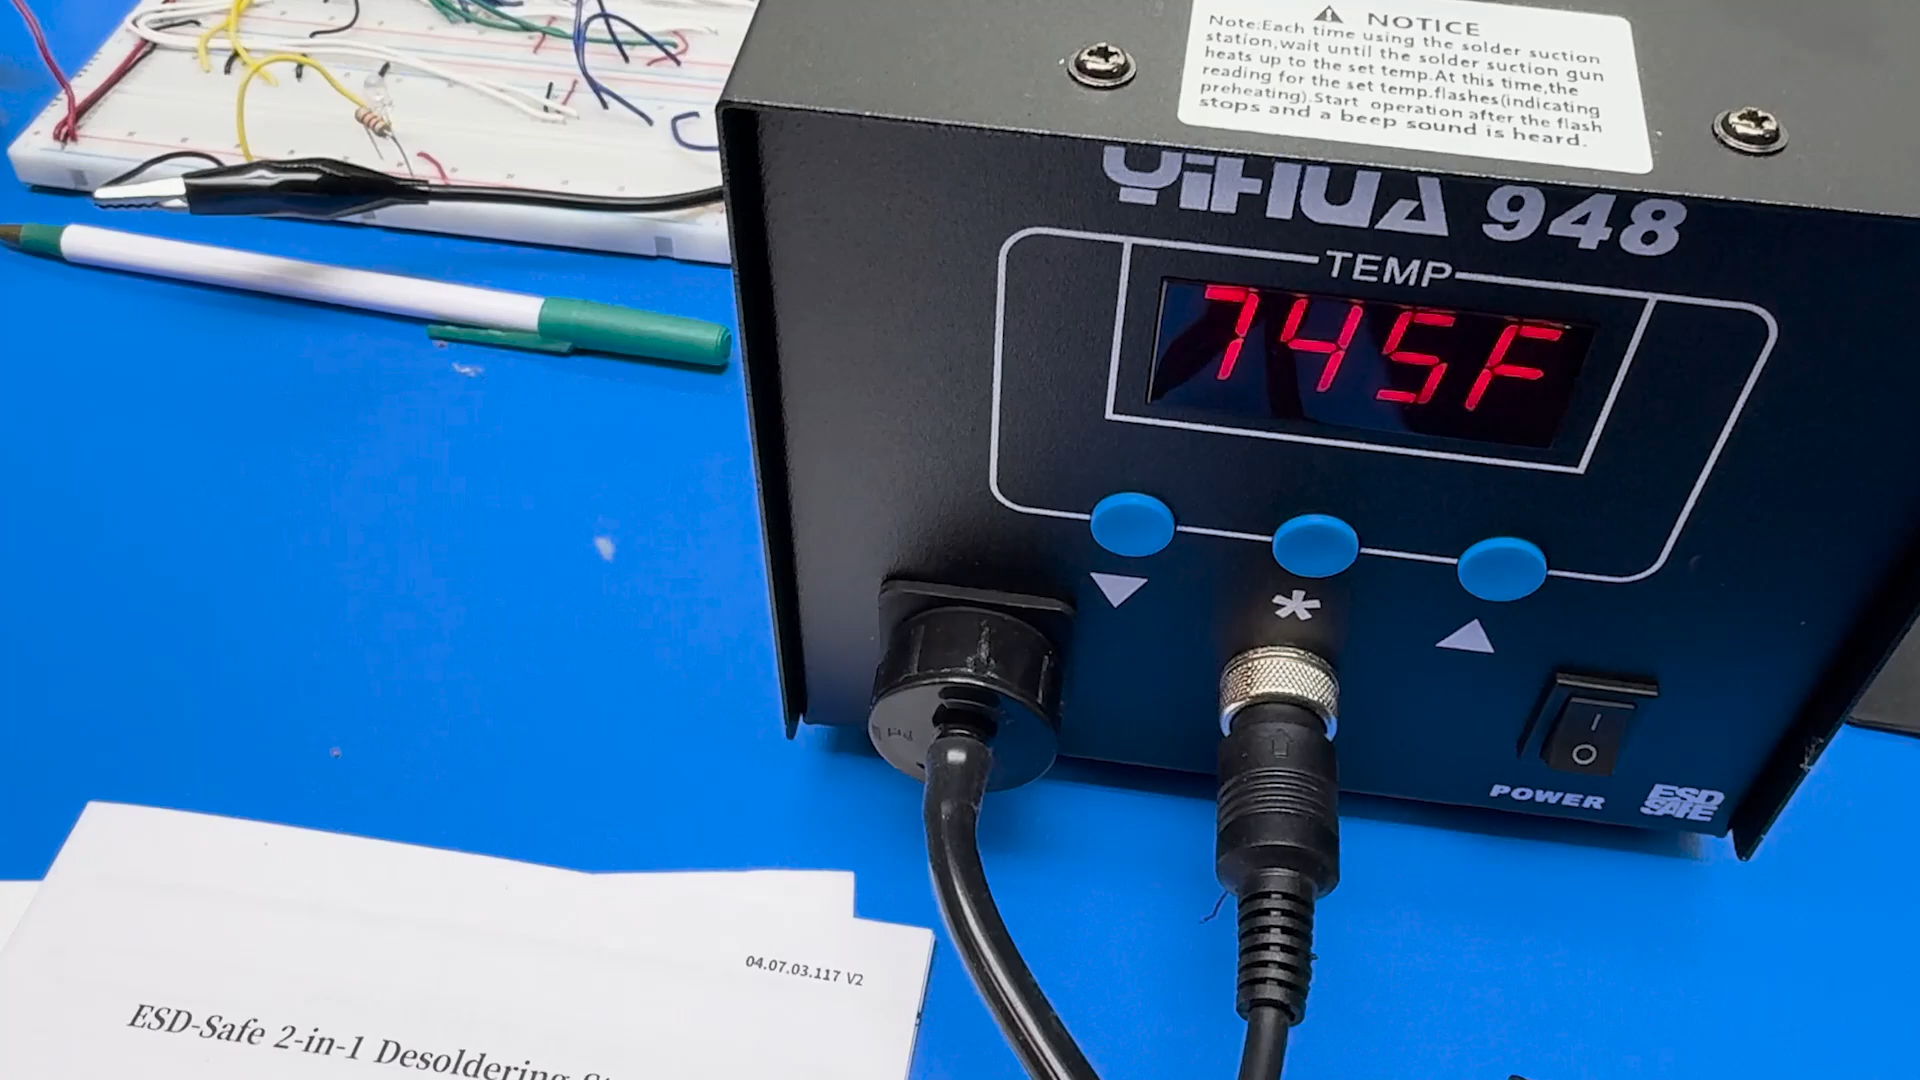 NOTICE
Note:Each time using the solder suction
station,wait until the solder suction gun
heats up to the set temp.At this time,the
reading for the set temp.flashes(indicating
preheating).Start operation after the flash
stops and a beep sound is heard.
YIHUA 948
TEMP
745F
*
POWER
ESD
SAFE
04.07.03.117 V2
ESD-Safe 2-in-1 Desoldering